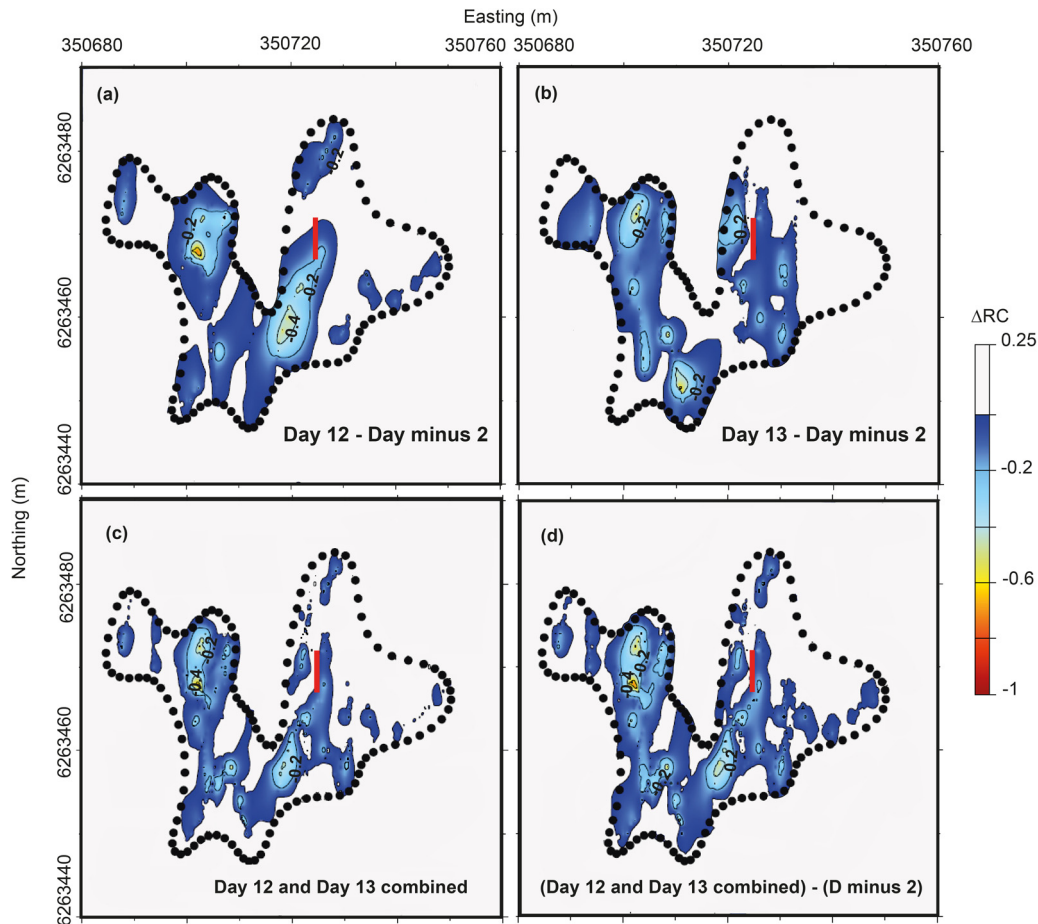 Easting (m)
350680 350720 350760 350680 350720 350760
(a)
(b)
6263480
6263460
6263440
-0.2
-0.2
-0.2
-0.4
Day 12 - Day minus 2
-0.2
-0.2
-0.2
Day 13 - Day minus 2
ΔRC
0.25
-0.2
-0.6
-1
Northing (m)
(c)
(d)
6263480
6263460
6263440
-0.2
-0.4
-0.2
Day 12 and Day 13 combined
-0.2
-0.4
-0.2
-0.2
(Day 12 and Day 13 combined) - (D minus 2)